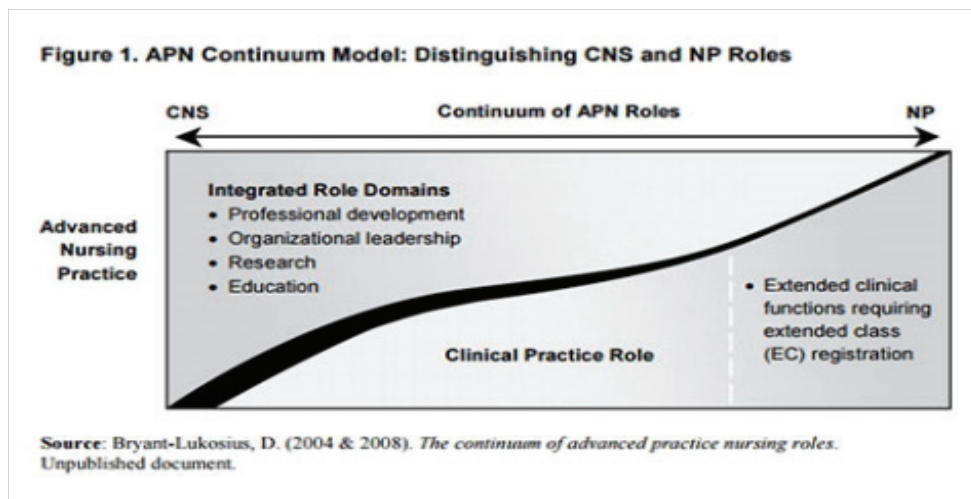 Figure 1. APN Continuum Model: Distinguishing CNS and NP Roles
CNS
Continuum of APN Roles
NP
Advanced
Nursing
Practice
Integrated Role Domains
• Professional development
• Organizational leadership
• Research
• Education
Clinical Practice Role
• Extended clinical
functions requiring
extended class
(EC) registration
Source: Bryant-Lukosius, D. (2004 & 2008). The continuum of advanced practice nursing roles.
Unpublished document.